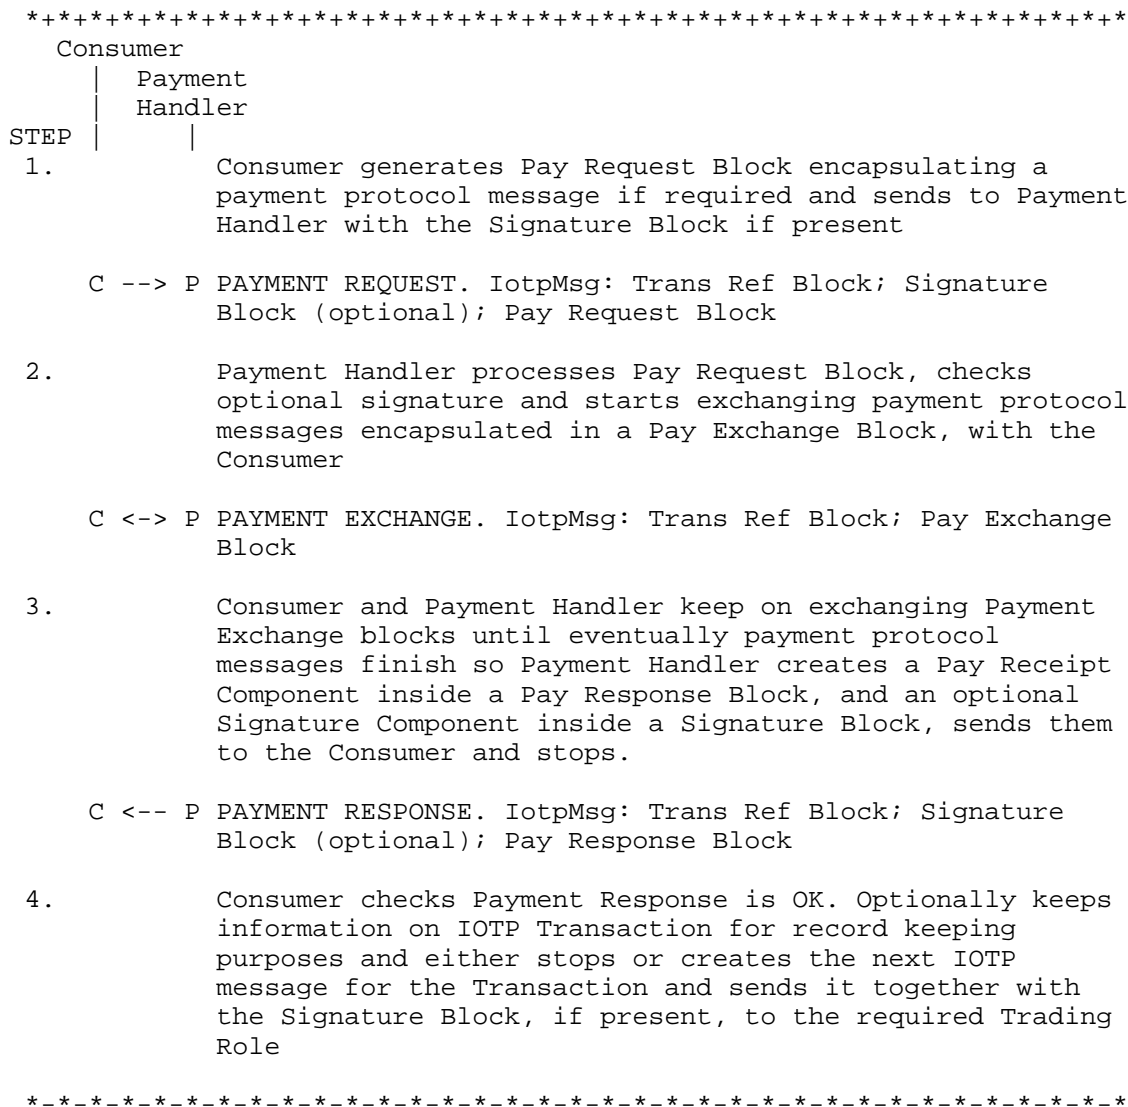 *+*+*+*+*+*+*+*+*+*+*+*+*+*+*+*+*+*+*+*+*+*+*+*+*+*+*+*+*+*+*+*+*+*+*
Consumer
| Payment
| Handler
STEP | |
1. Consumer generates Pay Request Block encapsulating a
payment protocol message if required and sends to Payment
Handler with the Signature Block if present
C --> P PAYMENT REQUEST. IotpMsg: Trans Ref Block; Signature
Block (optional); Pay Request Block
2. Payment Handler processes Pay Request Block, checks
optional signature and starts exchanging payment protocol
messages encapsulated in a Pay Exchange Block, with the
Consumer
C <-> P PAYMENT EXCHANGE. IotpMsg: Trans Ref Block; Pay Exchange
Block
3. Consumer and Payment Handler keep on exchanging Payment
Exchange blocks until eventually payment protocol
messages finish so Payment Handler creates a Pay Receipt
Component inside a Pay Response Block, and an optional
Signature Component inside a Signature Block, sends them
to the Consumer and stops.
C <-- P PAYMENT RESPONSE. IotpMsg: Trans Ref Block; Signature
Block (optional); Pay Response Block
4. Consumer checks Payment Response is OK. Optionally keeps
information on IOTP Transaction for record keeping
purposes and either stops or creates the next IOTP
message for the Transaction and sends it together with
the Signature Block, if present, to the required Trading
Role
*-*-*-*-*-*-*-*-*-*-*-*-*-*-*-*-*-*-*-*-*-*-*-*-*-*-*-*-*-*-*-*-*-*-*